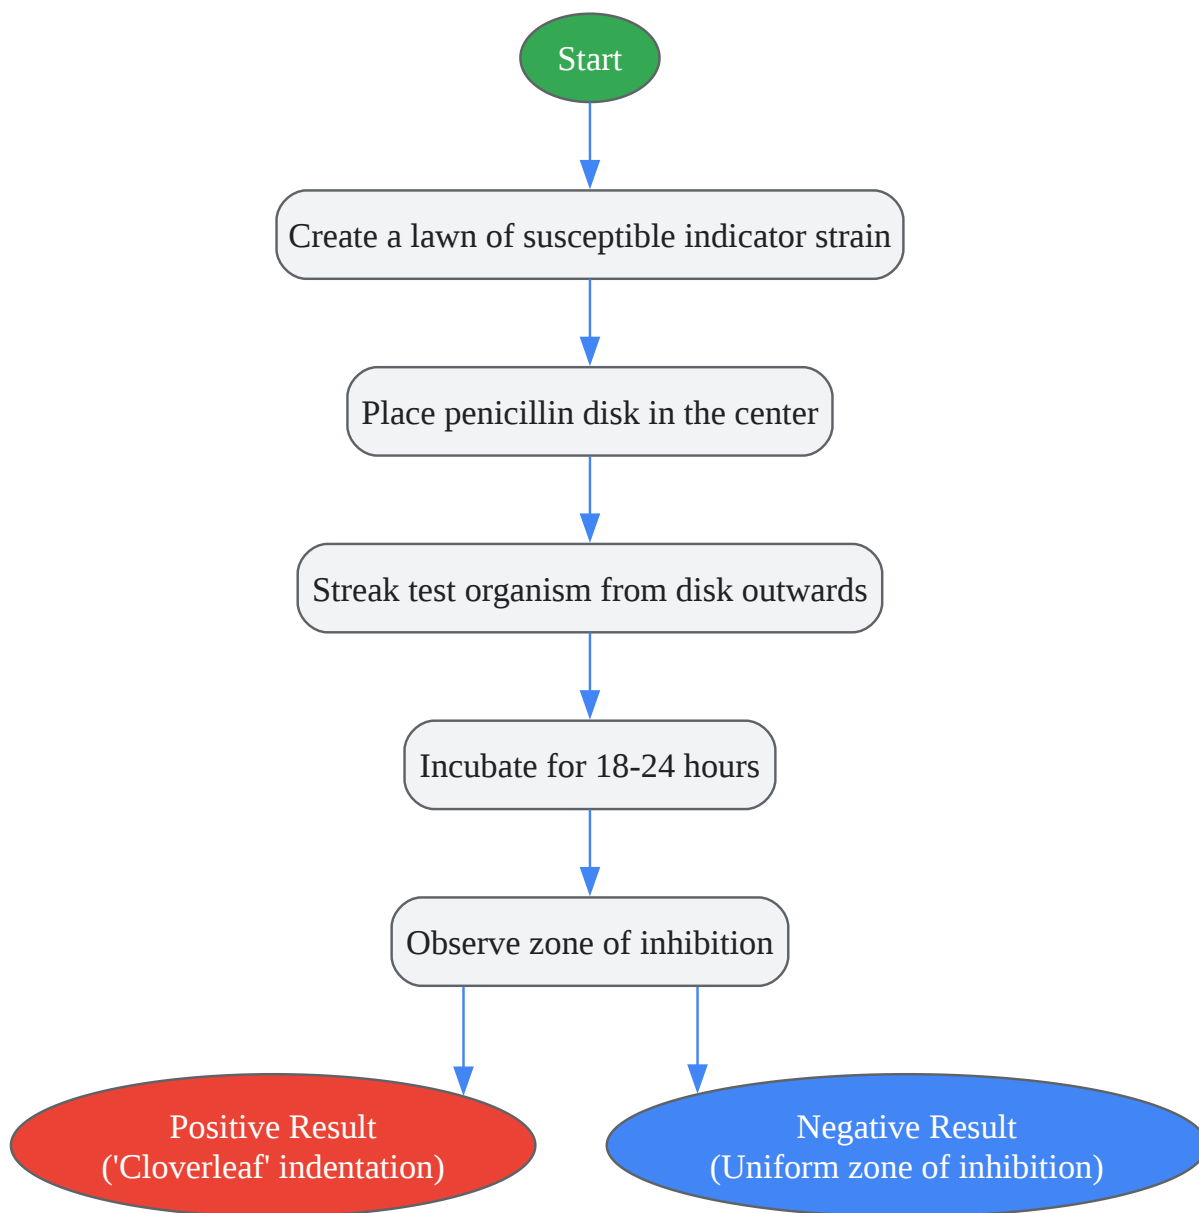 Start
Create a lawn of susceptible indicator strain
Place penicillin disk in the center
Streak test organism from disk outwards
Incubate for 18-24 hours
Observe zone of inhibition
Positive Result
('Cloverleaf' indentation)
Negative Result
(Uniform zone of inhibition)